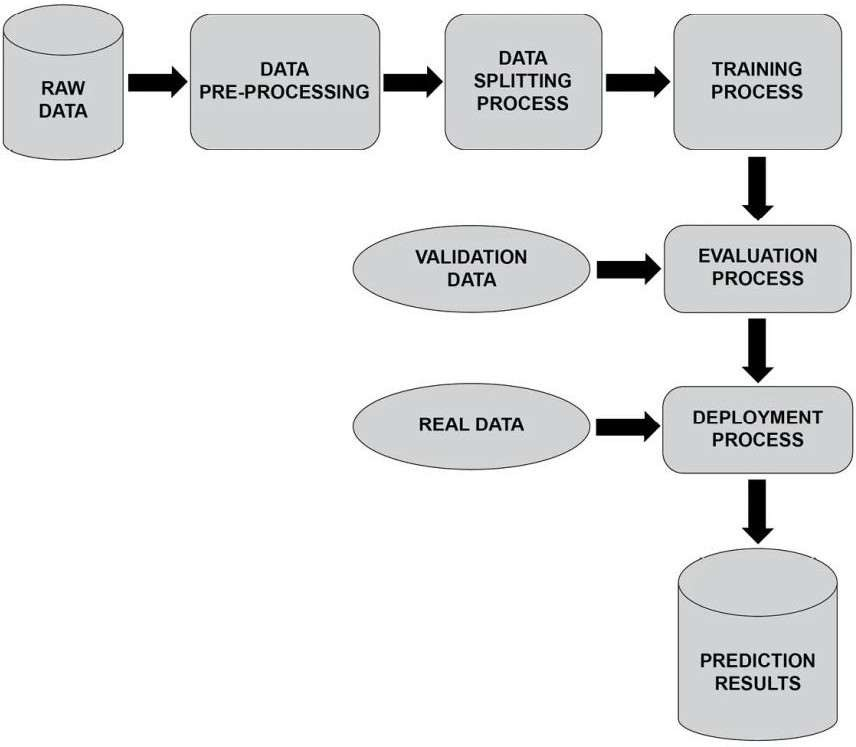 RAW
DATA
DATA
PRE-PROCESSING
DATA
SPLITTING
PROCESS
TRAINING
PROCESS
VALIDATION
DATA
EVALUATION
PROCESS
REAL DATA
DEPLOYMENT
PROCESS
PREDICTION
RESULTS